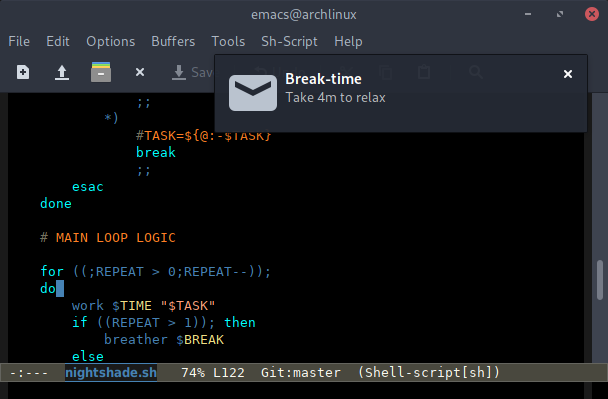 emacs@archlinux
File Edit Options Buffers Tools Sh-Script Help
Sav
Break-time
Take 4m to relax
;;
*)
#TASK=${@:-$TASK}
break
;;
esac
done
# MAIN LOOP LOGIC
for ((;REPEAT > 0;REPEAT--));
do
work $TIME "$TASK"
if ((REPEAT > 1)); then
breather $BREAK
else
-:--- nightshade.sh 74% L122 Git:master (Shell-script[sh])